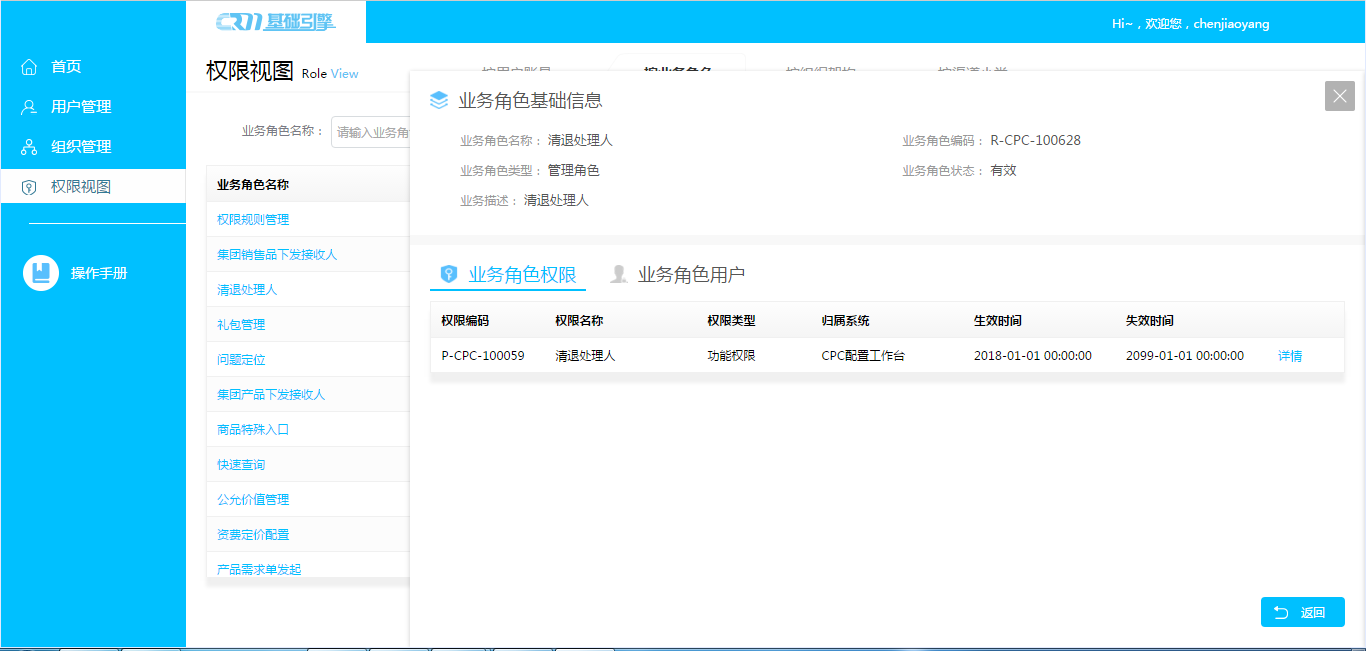 CRM基础引擎
Hi~，欢迎您，chenjiaoyang
首页
用户管理
组织管理
权限视图
操作手册
权限视图 Role View
按业务角色
业务角色名称： 请输入业务角
业务角色名称
权限规则管理
集团销售品下发接收人
清退处理人
礼包管理
问题定位
集团产品下发接收人
商品特殊入口
快速查询
公允价值管理
资费定价配置
产品需求单发起
业务角色基础信息
业务角色名称： 清退处理人 业务角色编码： R-CPC-100628
业务角色类型： 管理角色 业务角色状态： 有效
业务描述： 清退处理人
业务角色权限 业务角色用户
权限编码 权限名称 权限类型 归属系统 生效时间 失效时间
P-CPC-100059 清退处理人 功能权限 CPC配置工作台 2018-01-01 00:00:00 2099-01-01 00:00:00 详情
返回